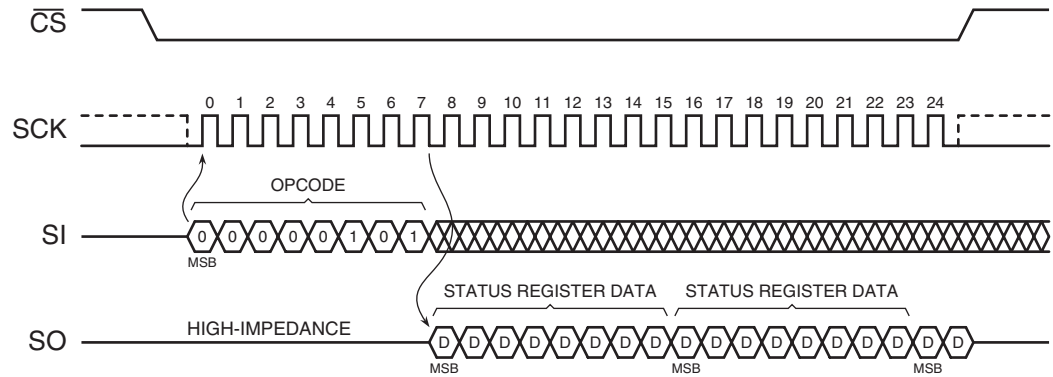 CS
0 1 2 3 4 5 6 7 8 9 10 11 12 13 14 15 16 17 18 19 20 21 22 23 24
SCK
OPCODE
SI 0 0 0 0 0 1 0 1
MSB
STATUS REGISTER DATA STATUS REGISTER DATA
HIGH-IMPEDANCE
SO D D D D D D D D D D D D D D D D D D
MSB MSB MSB